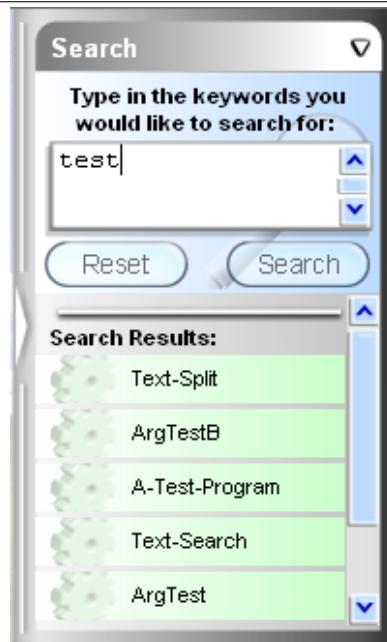 Search
Type in the keywords you
would like to search for:
test
Reset
Search
Search Results:
Text-Split
ArgTestB
A-Test-Program
Text-Search
ArgTest